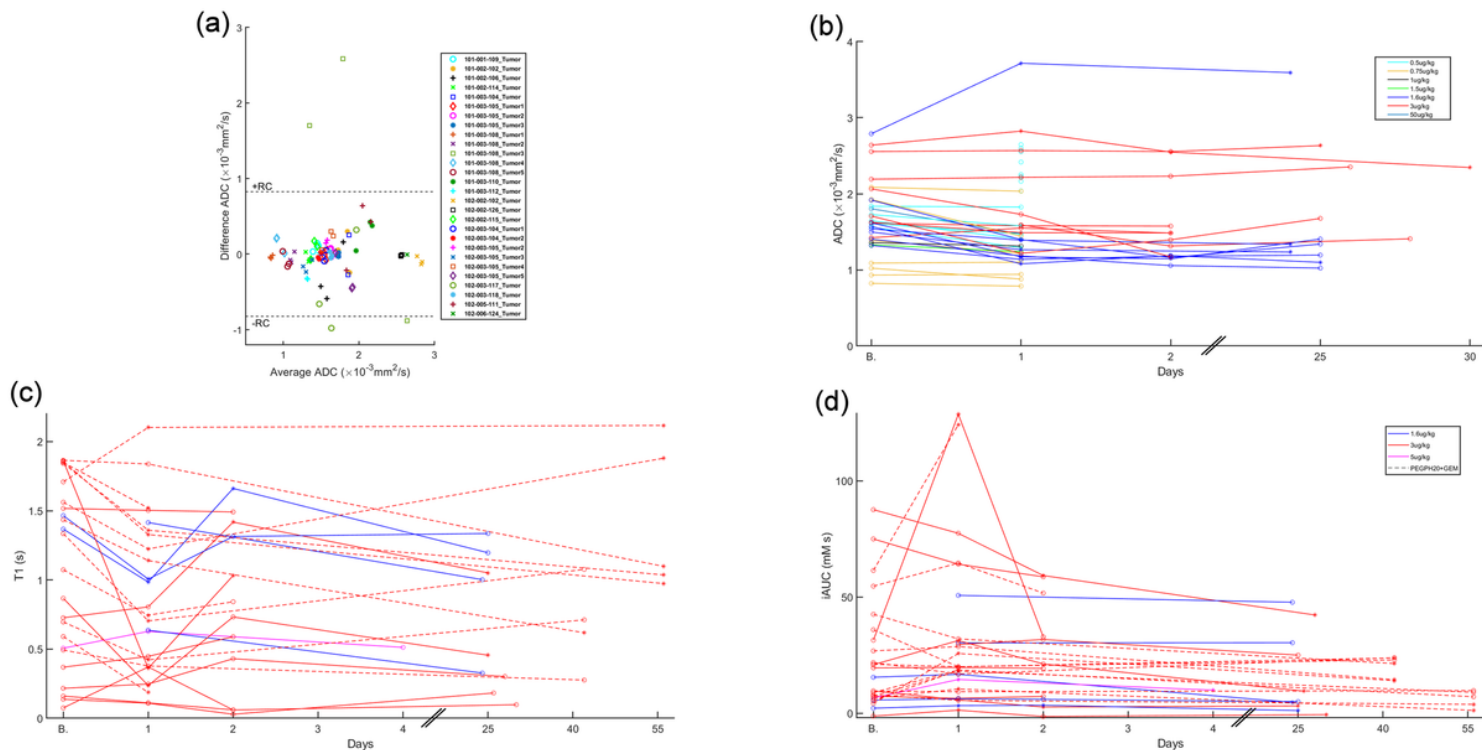 (a)
3
2
1
0
-1
Difference ADC (×10⁻³mm²/s)
+RC
-RC
1
2
3
Average ADC (×10⁻³mm²/s)
101-001-109_Tumor
101-002-102_Tumor
101-002-106_Tumor
101-002-114_Tumor
101-003-104_Tumor
101-003-105_Tumor1
101-003-105_Tumor2
101-003-105_Tumor3
101-003-108_Tumor1
101-003-108_Tumor2
101-003-108_Tumor3
101-003-108_Tumor4
101-003-108_Tumor5
101-003-110_Tumor
101-003-112_Tumor
102-002-102_Tumor
102-002-126_Tumor
102-002-115_Tumor
102-003-104_Tumor1
102-003-104_Tumor2
102-003-105_Tumor2
102-003-105_Tumor3
102-003-105_Tumor4
102-003-105_Tumor5
102-003-117_Tumor
102-003-118_Tumor
102-005-111_Tumor
102-006-124_Tumor
(b)
4
3
2
1
0
ADC (×10⁻³mm²/s)
B.
1
2
25
30
Days
0.5ug/kg
0.75ug/kg
1ug/kg
1.5ug/kg
1.6ug/kg
3ug/kg
50ug/kg
(c)
2
1.5
1
0.5
0
T1 (s)
B.
1
2
3
4
25
40
55
Days
(d)
100
50
0
IAUC (mM s)
B.
1
2
3
4
25
40
55
Days
1.6ug/kg
3ug/kg
5ug/kg
PEGPH20+GEM